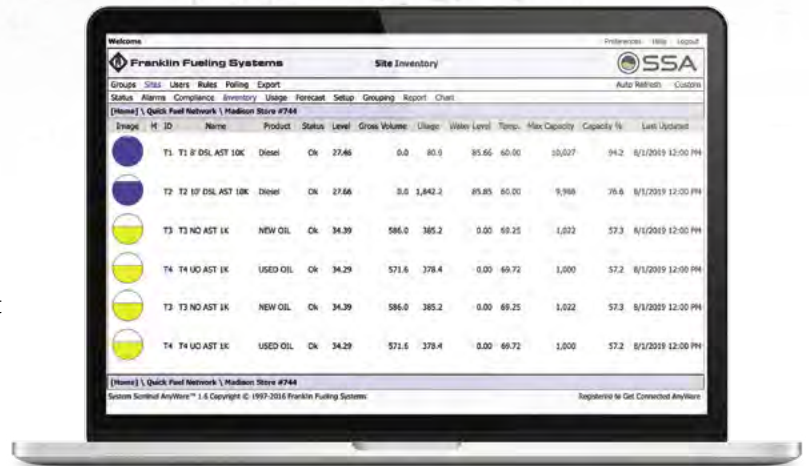 Welcome Preferences Help Logout
Franklin Fueling Systems Site Inventory SSA
Groups Sites Users Rules Polling Export Auto Refresh Custom
Status Alarms Compliance Inventory Usage Forecast Setup Grouping Report Chart
[Home] \ Quick Fuel Network \ Madison Store #744
Image M ID Name Product Status Level Gross Volume Ullage Water Level Temp. Max Capacity Capacity % Last Updated
T1 T1 8' DSL AST 10K Diesel Ok 27.46 0.0 80.9 85.66 60.00 10,027 94.2 8/1/2019 12:00 PM
T2 T2 10' DSL AST 10K Diesel Ok 27.66 0.0 1,842.2 85.85 60.00 9,988 76.6 8/1/2019 12:00 PM
T3 T3 NO AST 1K NEW OIL Ok 34.39 586.0 385.2 0.00 69.25 1,022 57.3 8/1/2019 12:00 PM
T4 T4 UO AST 1K USED OIL Ok 34.29 571.6 378.4 0.00 69.72 1,000 57.2 8/1/2019 12:00 PM
T3 T3 NO AST 1K NEW OIL Ok 34.39 586.0 385.2 0.00 69.25 1,022 57.3 8/1/2019 12:00 PM
T4 T4 UO AST 1K USED OIL Ok 34.29 571.6 378.4 0.00 69.72 1,000 57.2 8/1/2019 12:00 PM
[Home] \ Quick Fuel Network \ Madison Store #744
System Sentinel AnyWare™ 1.6 Copyright © 1997-2016 Franklin Fueling Systems Registered to Get Connected AnyWare